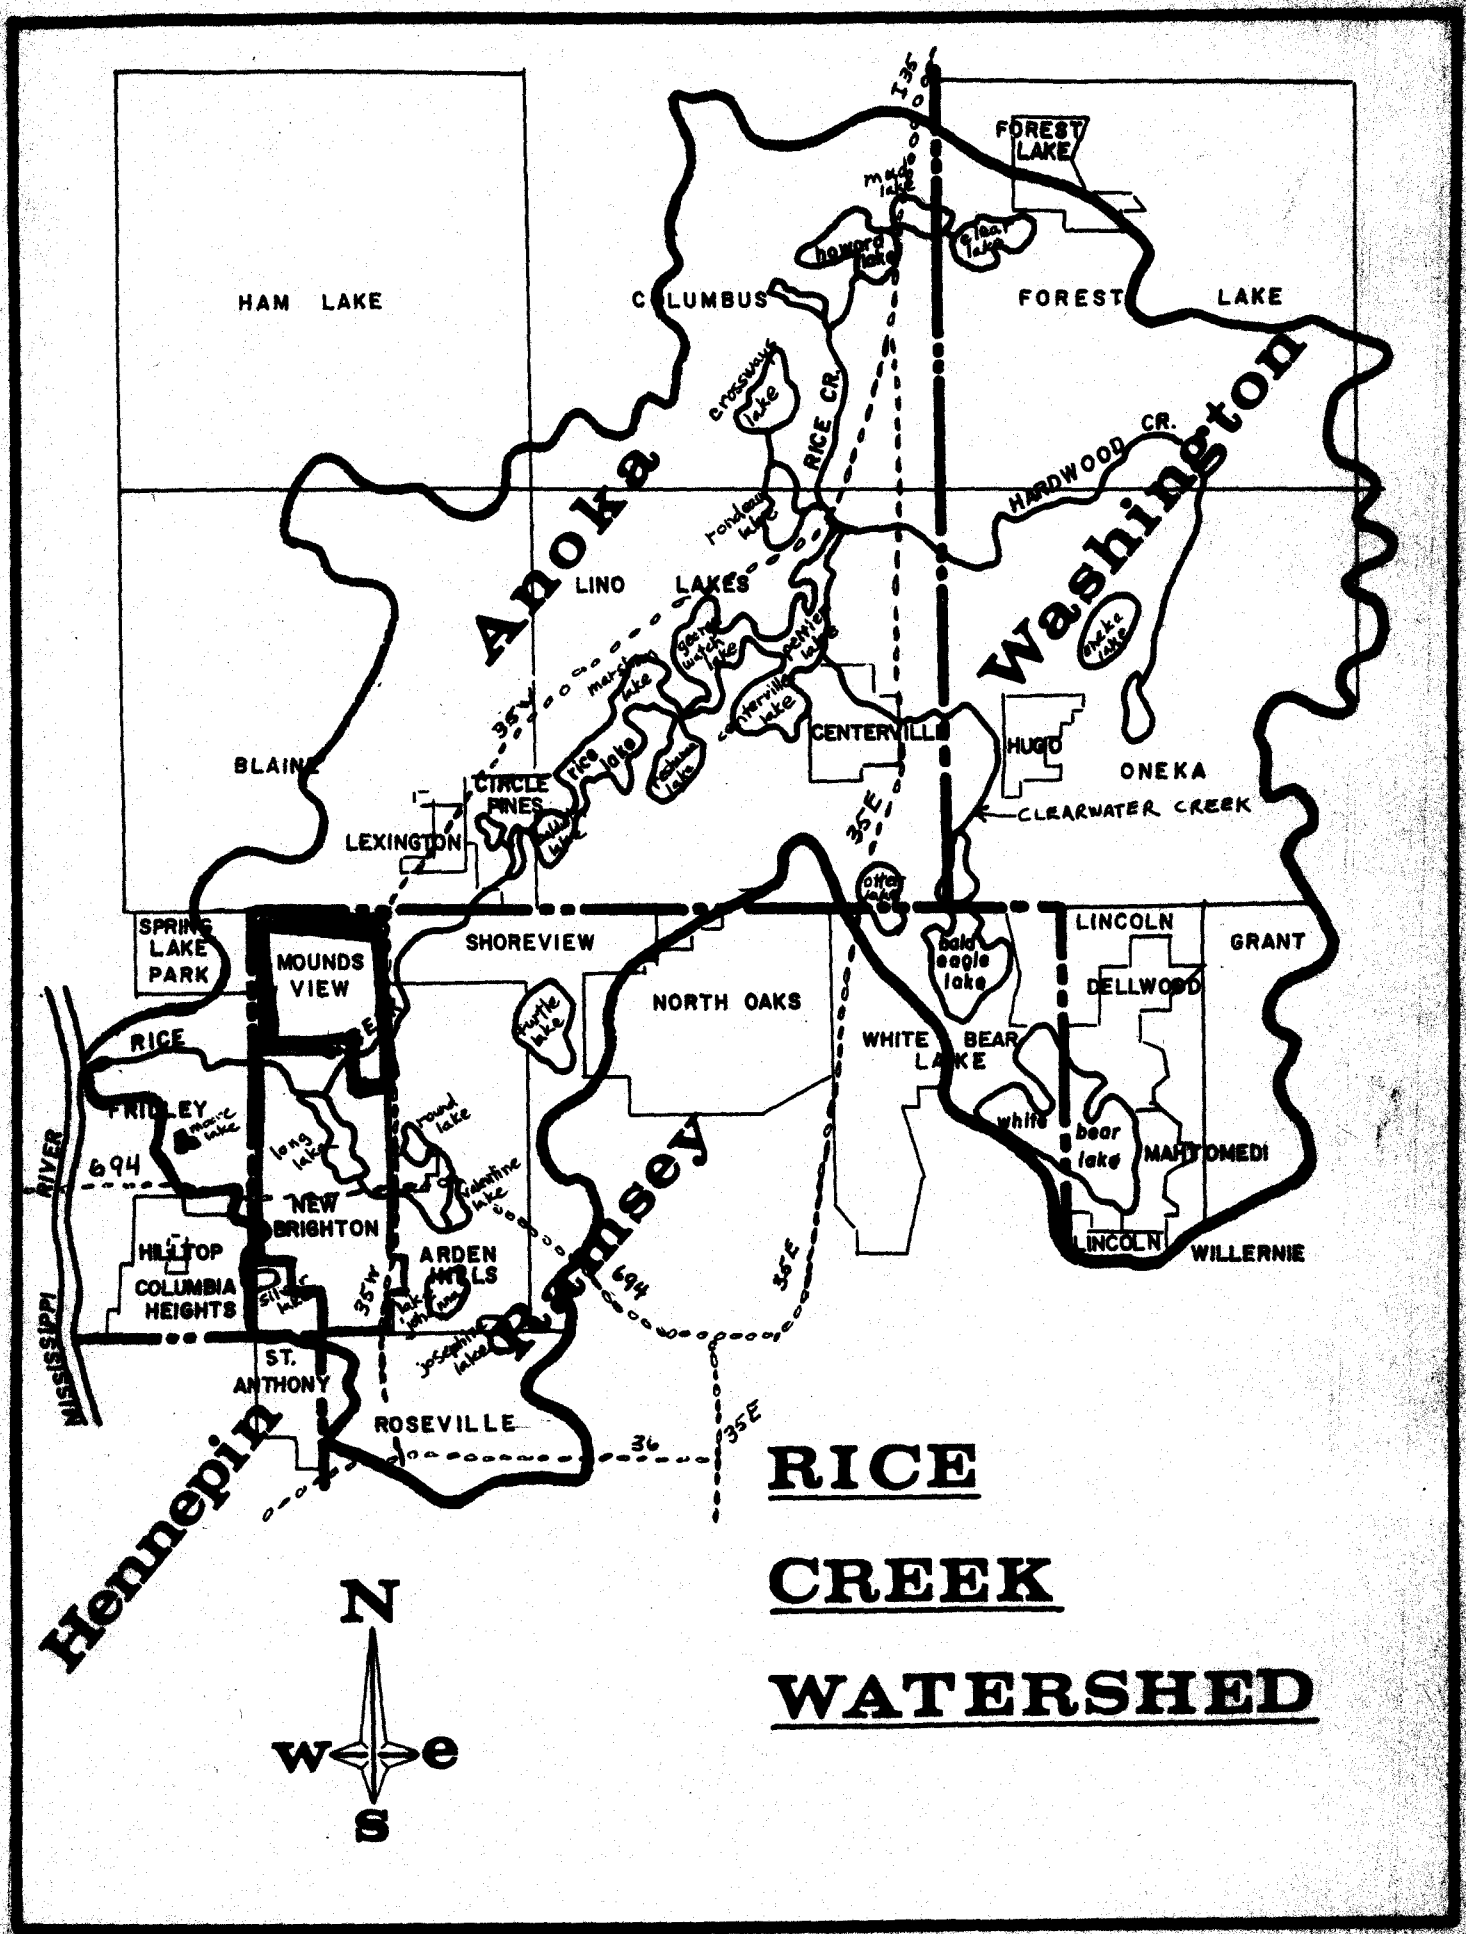 I35
FOREST
LAKE
mud
lake
howard
lake
clear
lake
HAM LAKE
COLUMBUS
FOREST LAKE
crossways
lake
RICE CR.
HARDWOOD CR.
Washington
Anoka
rondeau
lake
LINO LAKES
george
watch
lake
peltier
lake
marshan
lake
centerville
lake
oneka
lake
35W
rice
lake
reshanau
lake
CENTERVILLE
HUGO
ONEKA
BLAINE
CIRCLE
PINES
LEXINGTON
baldwin
lake
35E
CLEARWATER CREEK
otter
lake
SPRING
LAKE
PARK
MOUNDS
VIEW
SHOREVIEW
bald
eagle
lake
LINCOLN
GRANT
DELLWOOD
NORTH OAKS
turtle
lake
RICE
WHITE BEAR
LAKE
FRIDLEY
moore
lake
long
lake
round
lake
white
bear
lake
MAHTOMEDI
694
RIVER
valentine
lake
Ramsey
NEW
BRIGHTON
HILLTOP
COLUMBIA
HEIGHTS
silver
lake
35W
ARDEN
HILLS
lake
johanna
694
35E
LINCOLN
WILLERNIE
josephine
lake
MISSISSIPPI
ST.
ANTHONY
ROSEVILLE
36
35E
Hennepin
RICE
CREEK
WATERSHED
N
W e
S